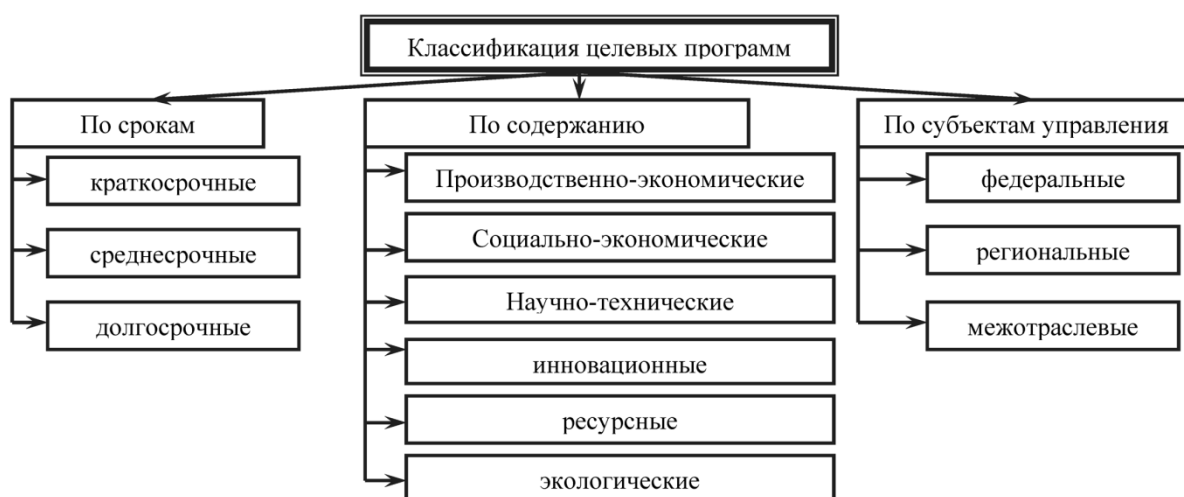 Классификация целевых программ
По срокам
краткосрочные
среднесрочные
долгосрочные
По содержанию
Производственно-экономические
Социально-экономические
Научно-технические
инновационные
ресурсные
экологические
По субъектам управления
федеральные
региональные
межотраслевые